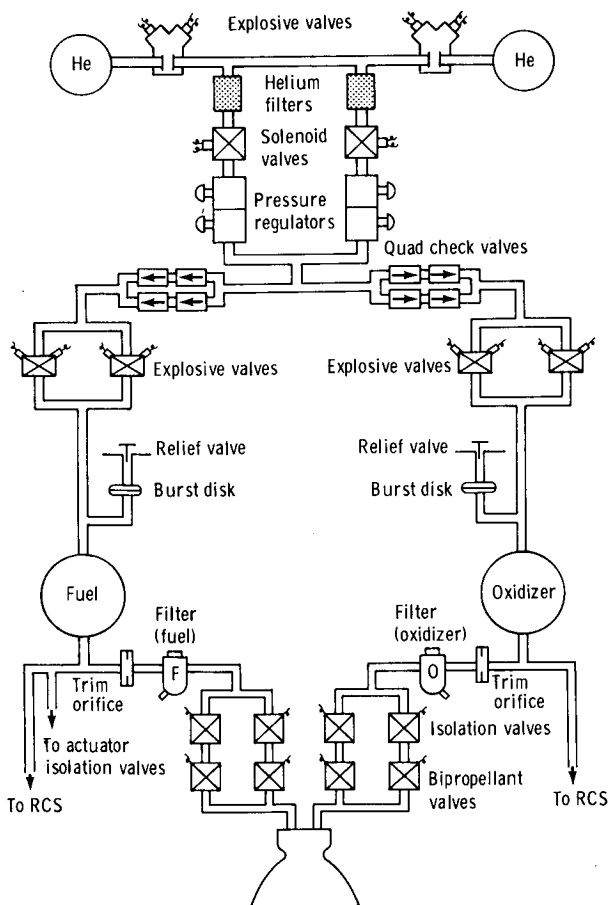 Explosive valves
He
He
Helium
filters
Solenoid
valves
Pressure
regulators
Quad check valves
Explosive valves
Explosive valves
Relief valve
Relief valve
Burst disk
Burst disk
Fuel
Oxidizer
Filter
(fuel)
Filter
(oxidizer)
F
O
Trim
orifice
Trim
orifice
To actuator
isolation valves
Isolation valves
Bipropellant
valves
To RCS
To RCS